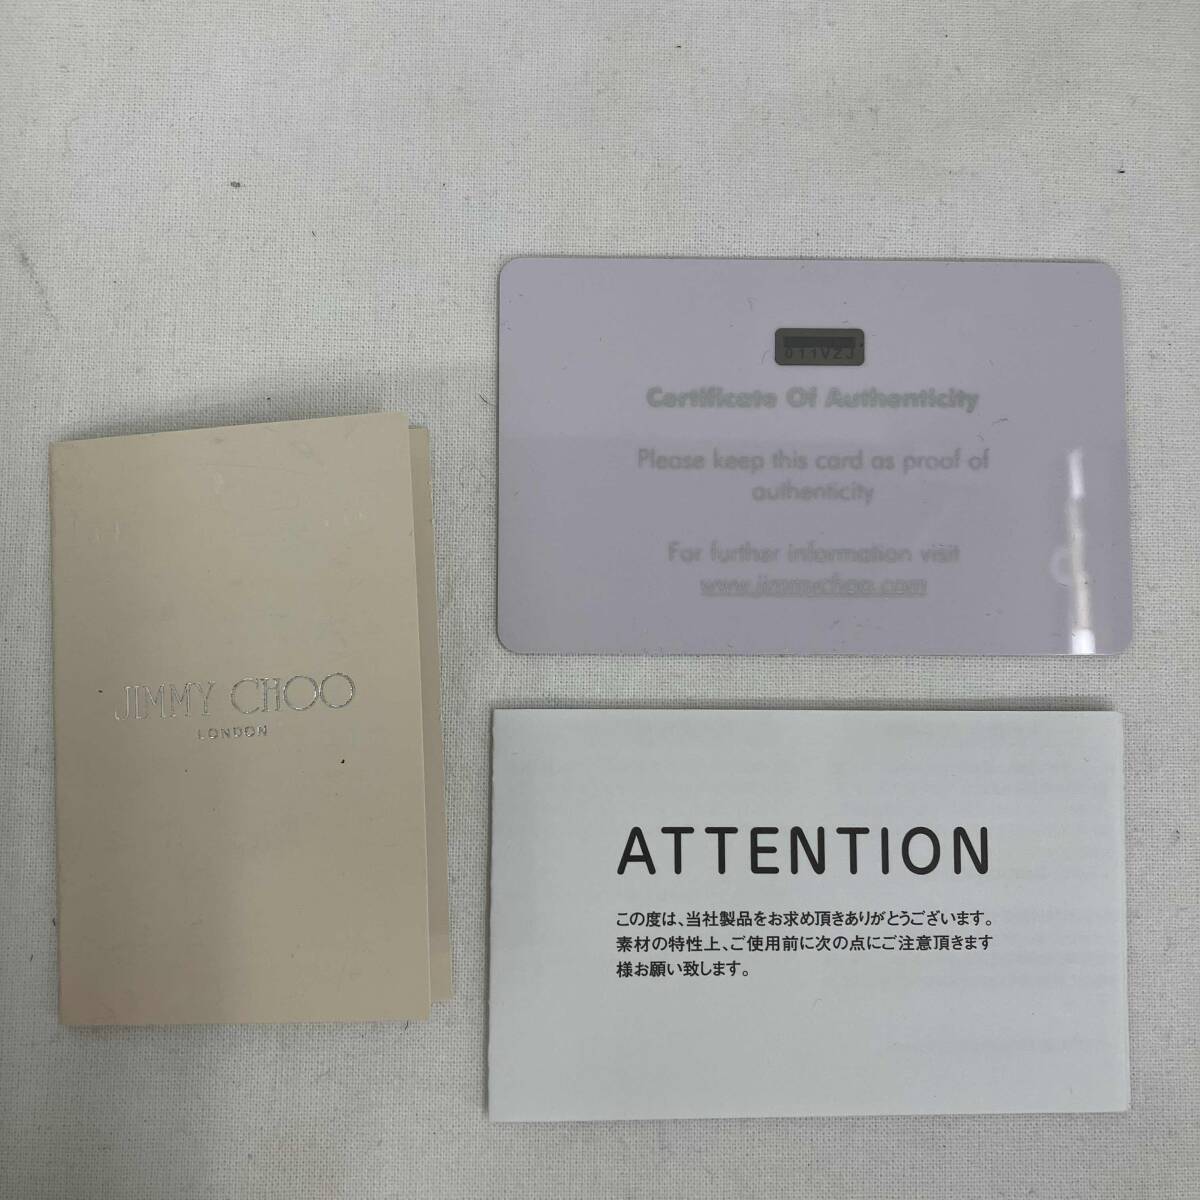 JIMMY CHOO
LONDON
011VZJ
Certificate Of Authenticity
Please keep this card as proof of
authenticity
For further information visit
www.jimmychoo.com
ATTENTION
この度は、当社製品をお求め頂きありがとうございます。
素材の特性上、ご使用前に次の点にご注意頂きます
様お願い致します。